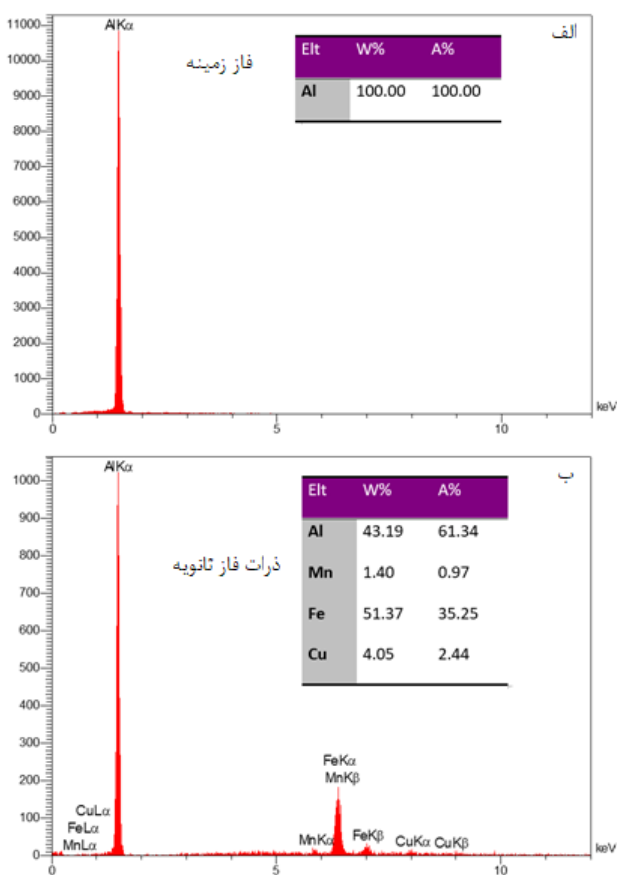 الف
AlKα
فاز زمینه
Elt W% A%
Al 100.00 100.00
11000
10000
9000
8000
7000
6000
5000
4000
3000
2000
1000
0
0 5 10 keV
ب
AlKα
ذرات فاز ثانویه
Elt W% A%
Al 43.19 61.34
Mn 1.40 0.97
Fe 51.37 35.25
Cu 4.05 2.44
1000
900
800
700
600
500
400
300
200
100
0
CuLα
FeLα
MnLα
FeKα
MnKβ
MnKα
FeKβ
CuKα
CuKβ
0 5 10 keV